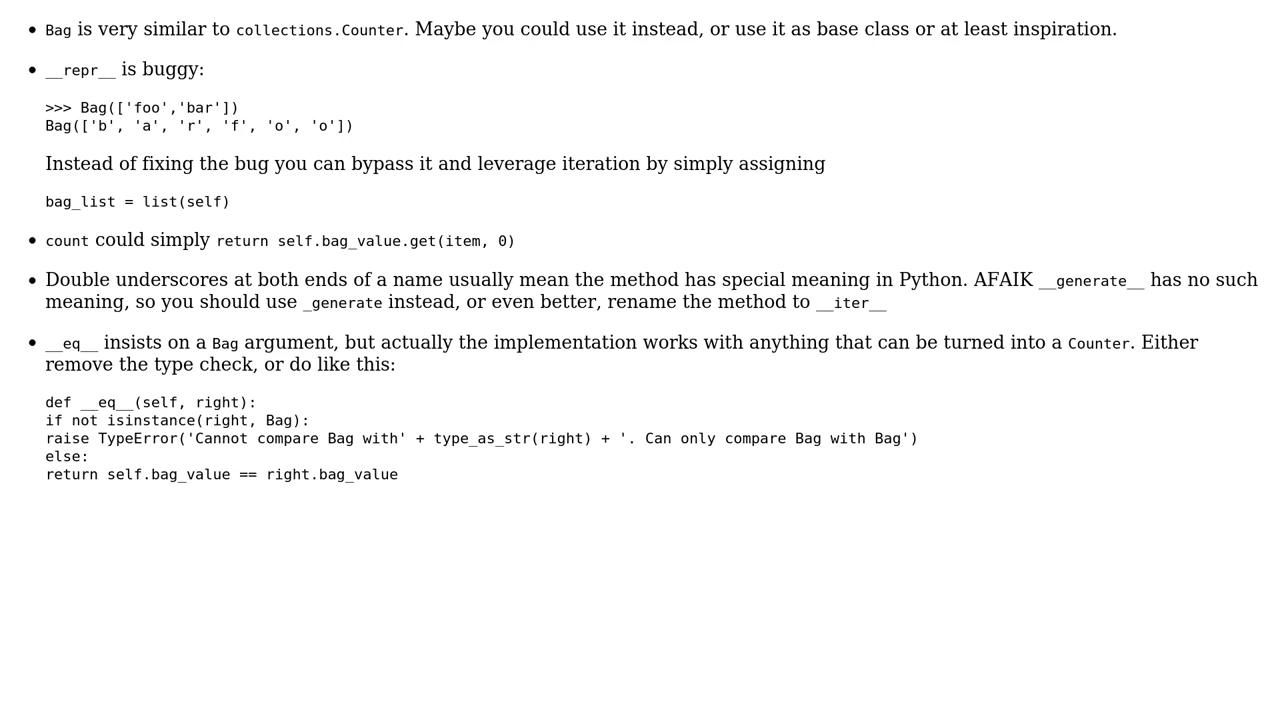 Bag is very similar to collections.Counter. Maybe you could use it instead, or use it as base class or at least inspiration.
__repr__ is buggy:
>>> Bag(['foo','bar'])
Bag(['b', 'a', 'r', 'f', 'o', 'o'])
Instead of fixing the bug you can bypass it and leverage iteration by simply assigning
bag_list = list(self)
count could simply return self.bag_value.get(item, 0)
Double underscores at both ends of a name usually mean the method has special meaning in Python. AFAIK __generate__ has no such
meaning, so you should use _generate instead, or even better, rename the method to __iter__
__eq__ insists on a Bag argument, but actually the implementation works with anything that can be turned into a Counter. Either
remove the type check, or do like this:
def __eq__(self, right):
if not isinstance(right, Bag):
raise TypeError('Cannot compare Bag with' + type_as_str(right) + '. Can only compare Bag with Bag')
else:
return self.bag_value == right.bag_value